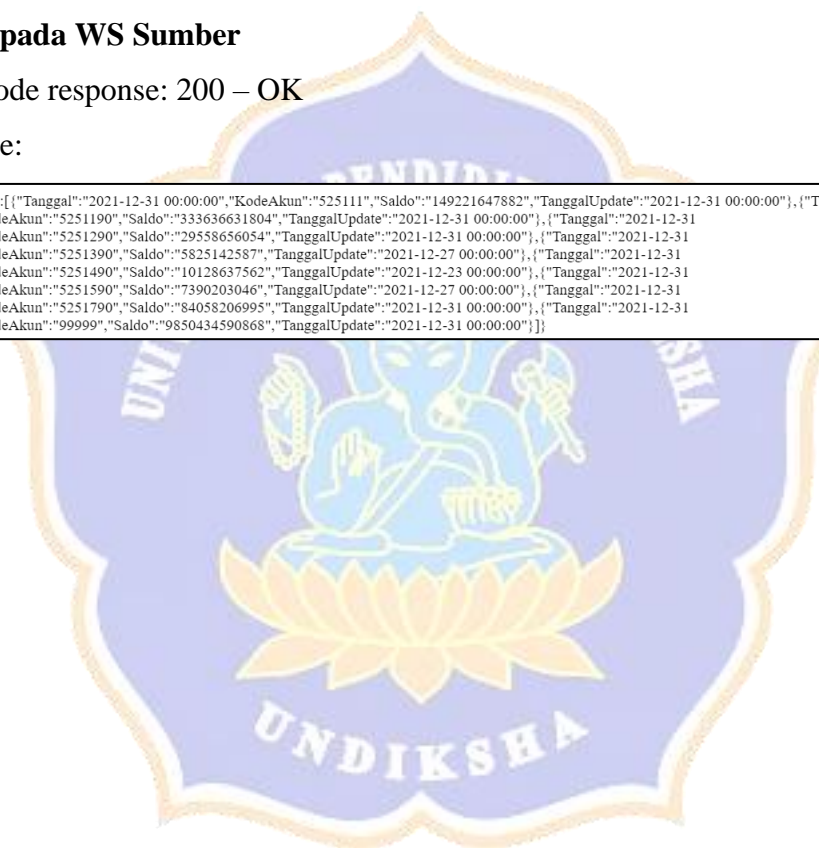 pada WS Sumber
ode response: 200 – OK
e:
:[{"Tanggal":"2021-12-31 00:00:00","KodeAkun":"525111","Saldo":"149221647882","TanggalUpdate":"2021-12-31 00:00:00"},{"T
deAkun":"5251190","Saldo":"333636631804","TanggalUpdate":"2021-12-31 00:00:00"},{"Tanggal":"2021-12-31
deAkun":"5251290","Saldo":"29558656054","TanggalUpdate":"2021-12-31 00:00:00"},{"Tanggal":"2021-12-31
deAkun":"5251390","Saldo":"5825142587","TanggalUpdate":"2021-12-27 00:00:00"},{"Tanggal":"2021-12-31
deAkun":"5251490","Saldo":"10128637562","TanggalUpdate":"2021-12-23 00:00:00"},{"Tanggal":"2021-12-31
deAkun":"5251590","Saldo":"7390203046","TanggalUpdate":"2021-12-27 00:00:00"},{"Tanggal":"2021-12-31
deAkun":"5251790","Saldo":"84058206995","TanggalUpdate":"2021-12-31 00:00:00"},{"Tanggal":"2021-12-31
deAkun":"99999","Saldo":"9850434590868","TanggalUpdate":"2021-12-31 00:00:00"}]}
UNDIKSHA